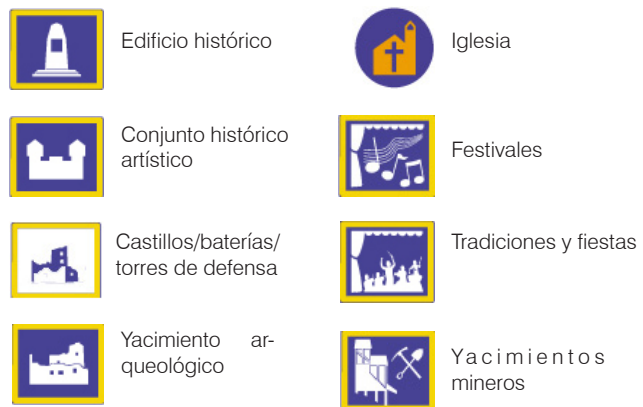 Edificio histórico
Iglesia
Conjunto histórico
artístico
Festivales
Castillos/baterías/
torres de defensa
Tradiciones y fiestas
Yacimiento ar-
queológico
Yacimientos
mineros